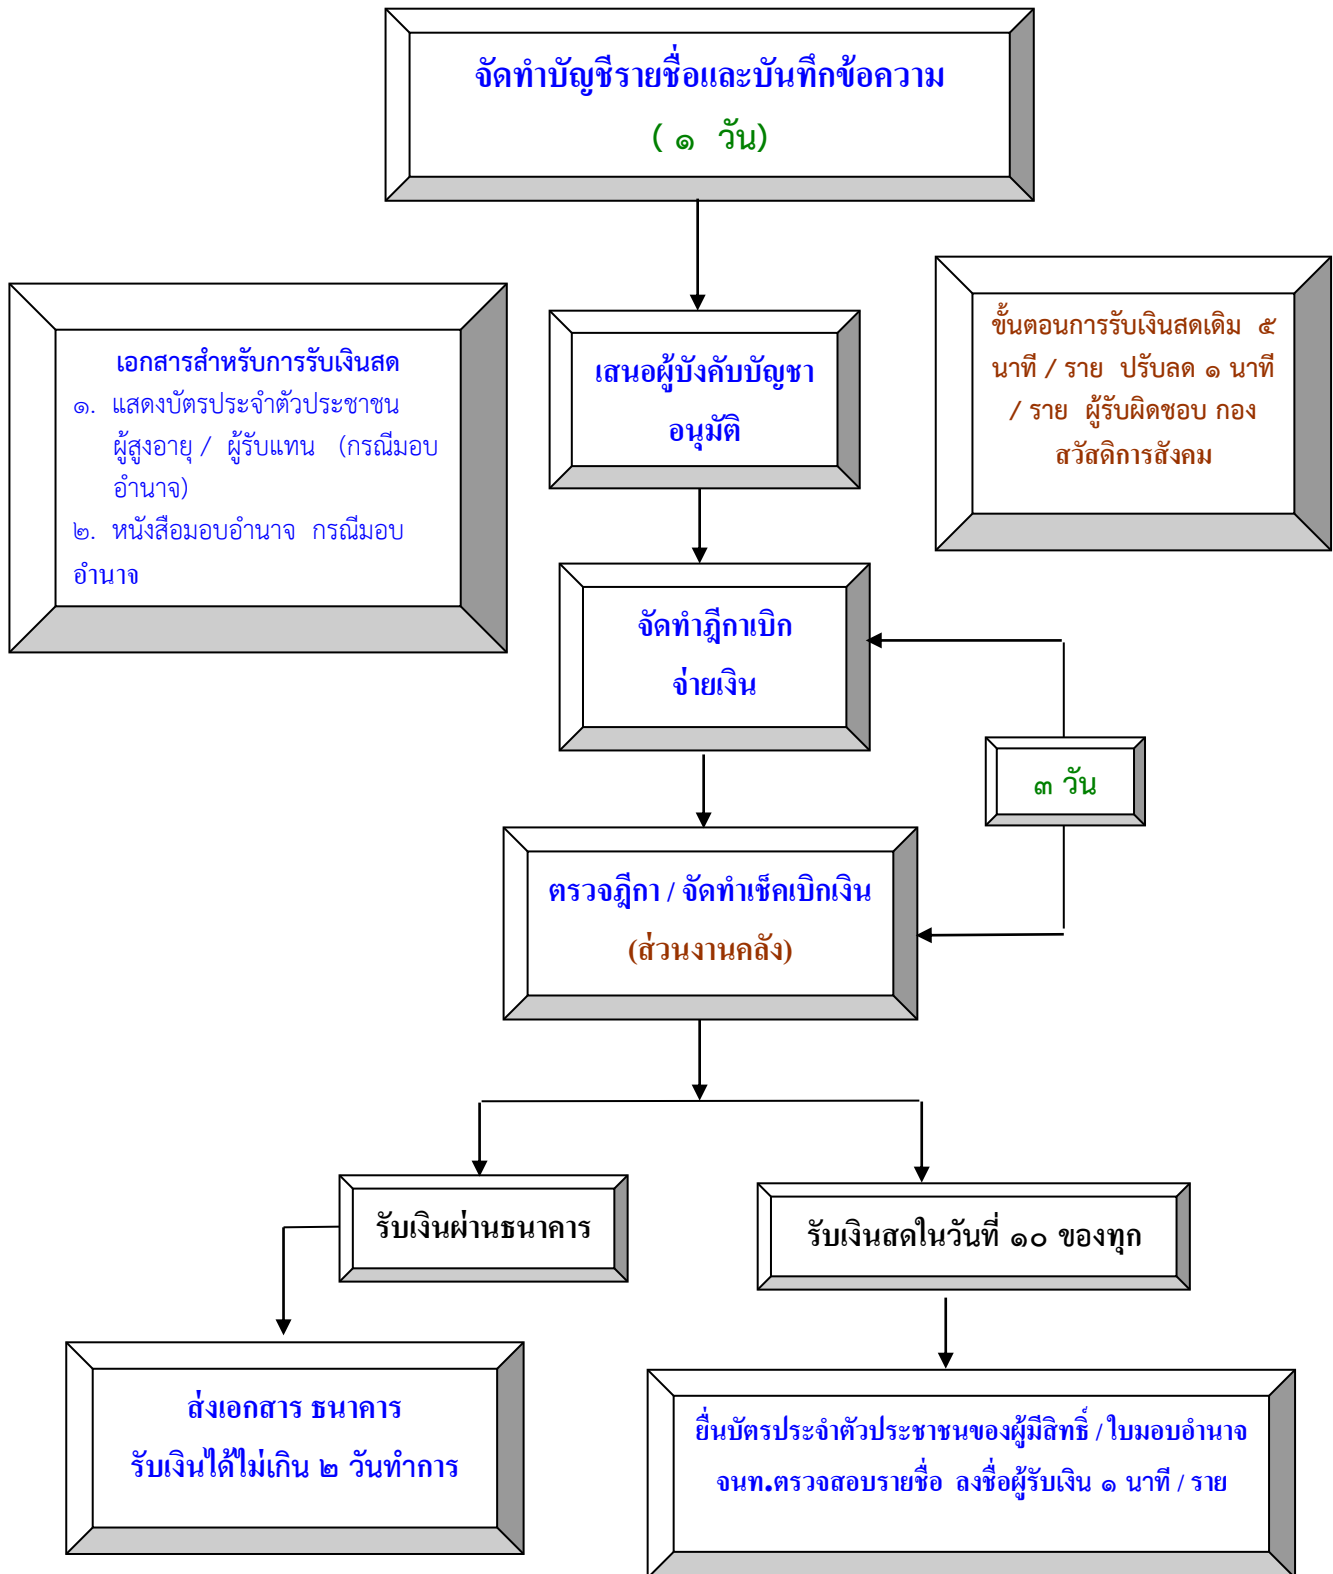 จัดทำบัญชีรายชื่อและบันทึกข้อความ
( ๑ วัน)
เอกสารสำหรับการรับเงินสด
๑. แสดงบัตรประจำตัวประชาชน
ผู้สูงอายุ / ผู้รับแทน (กรณีมอบ
อำนาจ)
๒. หนังสือมอบอำนาจ กรณีมอบ
อำนาจ
เสนอผู้บังคับบัญชา
อนุมัติ
ขั้นตอนการรับเงินสดเดิม ๕
นาที / ราย ปรับลด ๑ นาที
/ ราย ผู้รับผิดชอบ กอง
สวัสดิการสังคม
จัดทำฎีกาเบิก
จ่ายเงิน
๓ วัน
ตรวจฎีกา / จัดทำเช็คเบิกเงิน
(ส่วนงานคลัง)
รับเงินผ่านธนาคาร
รับเงินสดในวันที่ ๑๐ ของทุก
ส่งเอกสาร ธนาคาร
รับเงินได้ไม่เกิน ๒ วันทำการ
ยื่นบัตรประจำตัวประชาชนของผู้มีสิทธิ์ / ใบมอบอำนาจ
จนท.ตรวจสอบรายชื่อ ลงชื่อผู้รับเงิน ๑ นาที / ราย